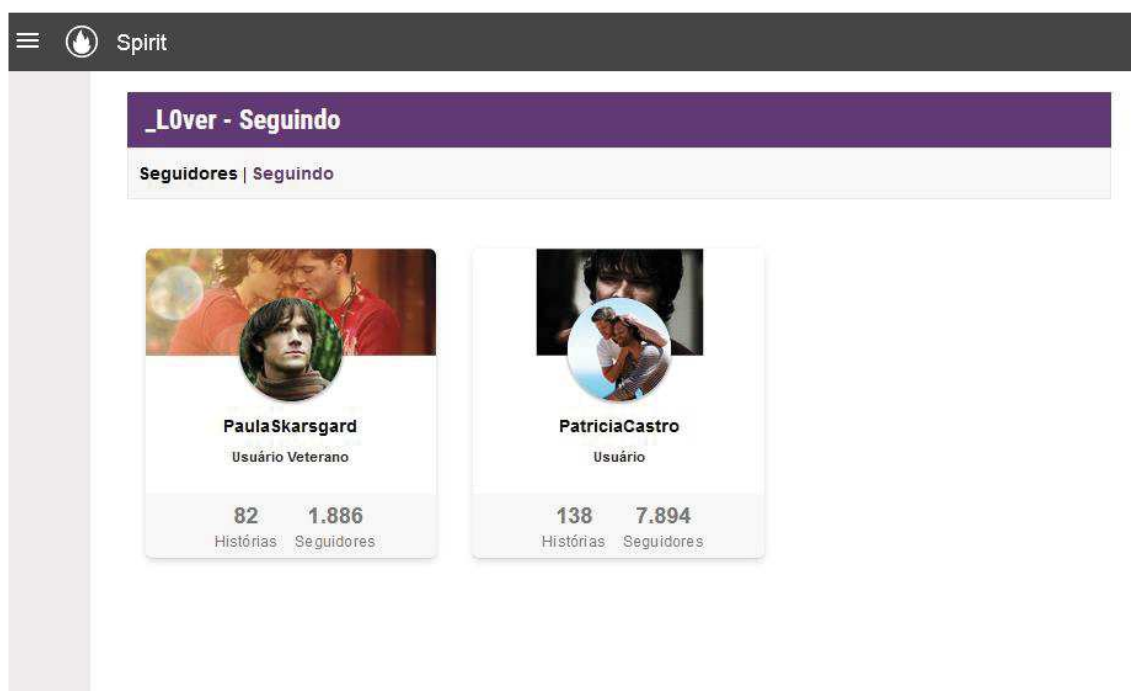 Spirit
_L0ver - Seguindo
Seguidores | Seguindo
PaulaSkarsgard
Usuário Veterano
82 1.886
Histórias Seguidores
PatriciaCastro
Usuário
138 7.894
Histórias Seguidores